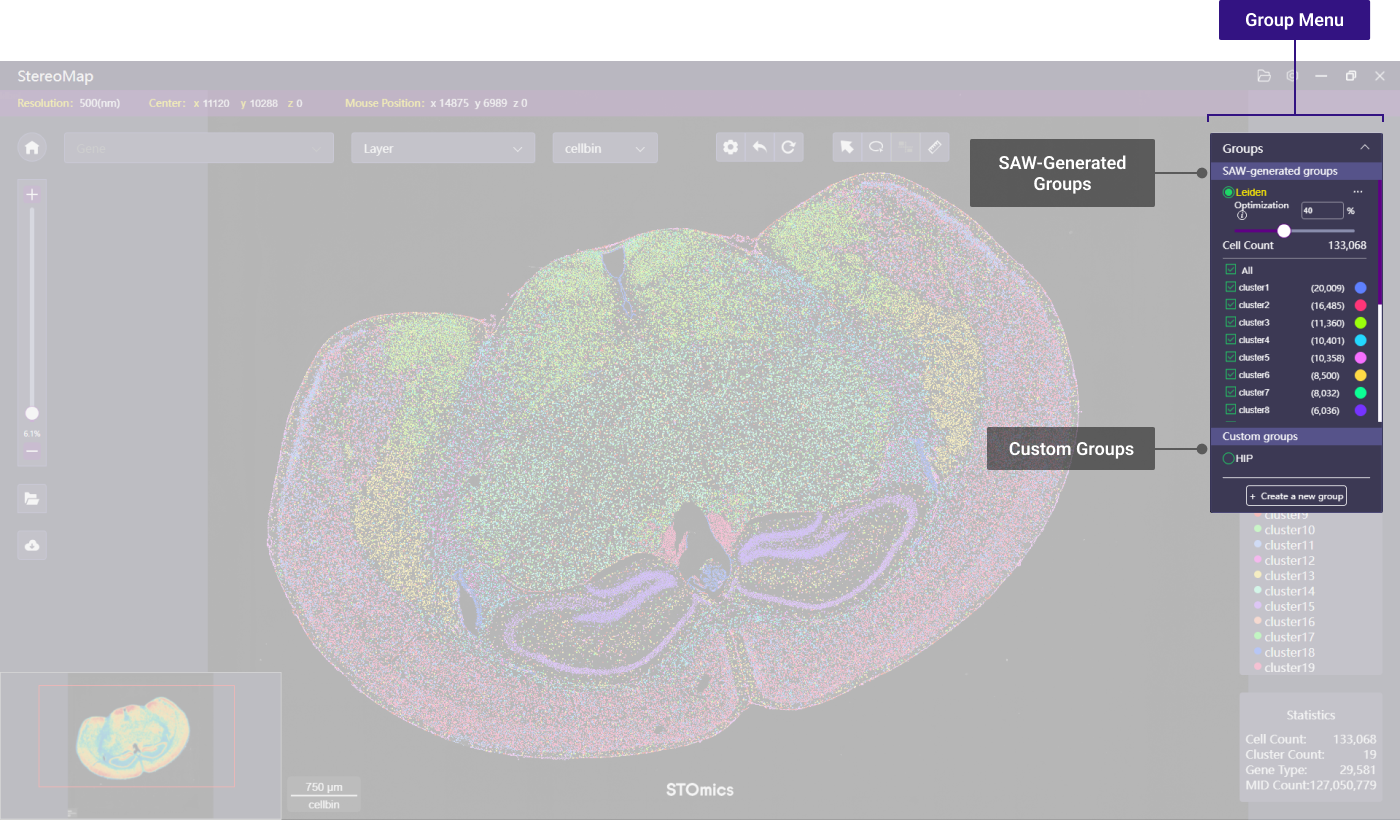 Group Menu
StereoMap
Resolution: 500(nm) Center: x 11120 y 10288 z 0 Mouse Position: x 14875 y 6989 z 0
Gene
Layer
cellbin
6.1%
SAW-Generated
Groups
Groups
SAW-generated groups
Leiden
...
Optimization
40 %
Cell Count 133,068
All
cluster1 (20,009)
cluster2 (16,485)
cluster3 (11,360)
cluster4 (10,401)
cluster5 (10,358)
cluster6 (8,500)
cluster7 (8,032)
cluster8 (6,036)
Custom Groups
Custom groups
HIP
+ Create a new group
cluster9
cluster10
cluster11
cluster12
cluster13
cluster14
cluster15
cluster16
cluster17
cluster18
cluster19
Statistics
Cell Count: 133,068
Cluster Count: 19
Gene Type: 29,581
MID Count:127,050,779
750 μm
cellbin
STOmics